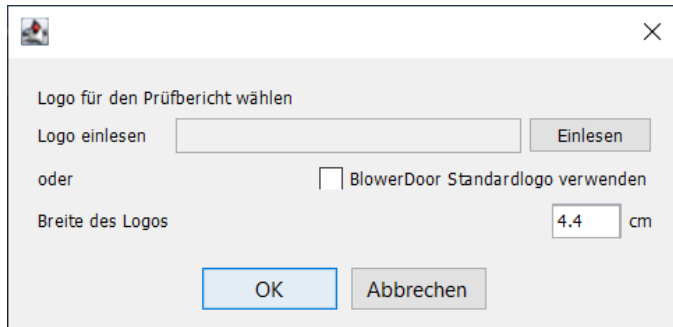 Logo für den Prüfbericht wählen
Logo einlesen Einlesen
oder BlowerDoor Standardlogo verwenden
Breite des Logos 4.4 cm
OK Abbrechen